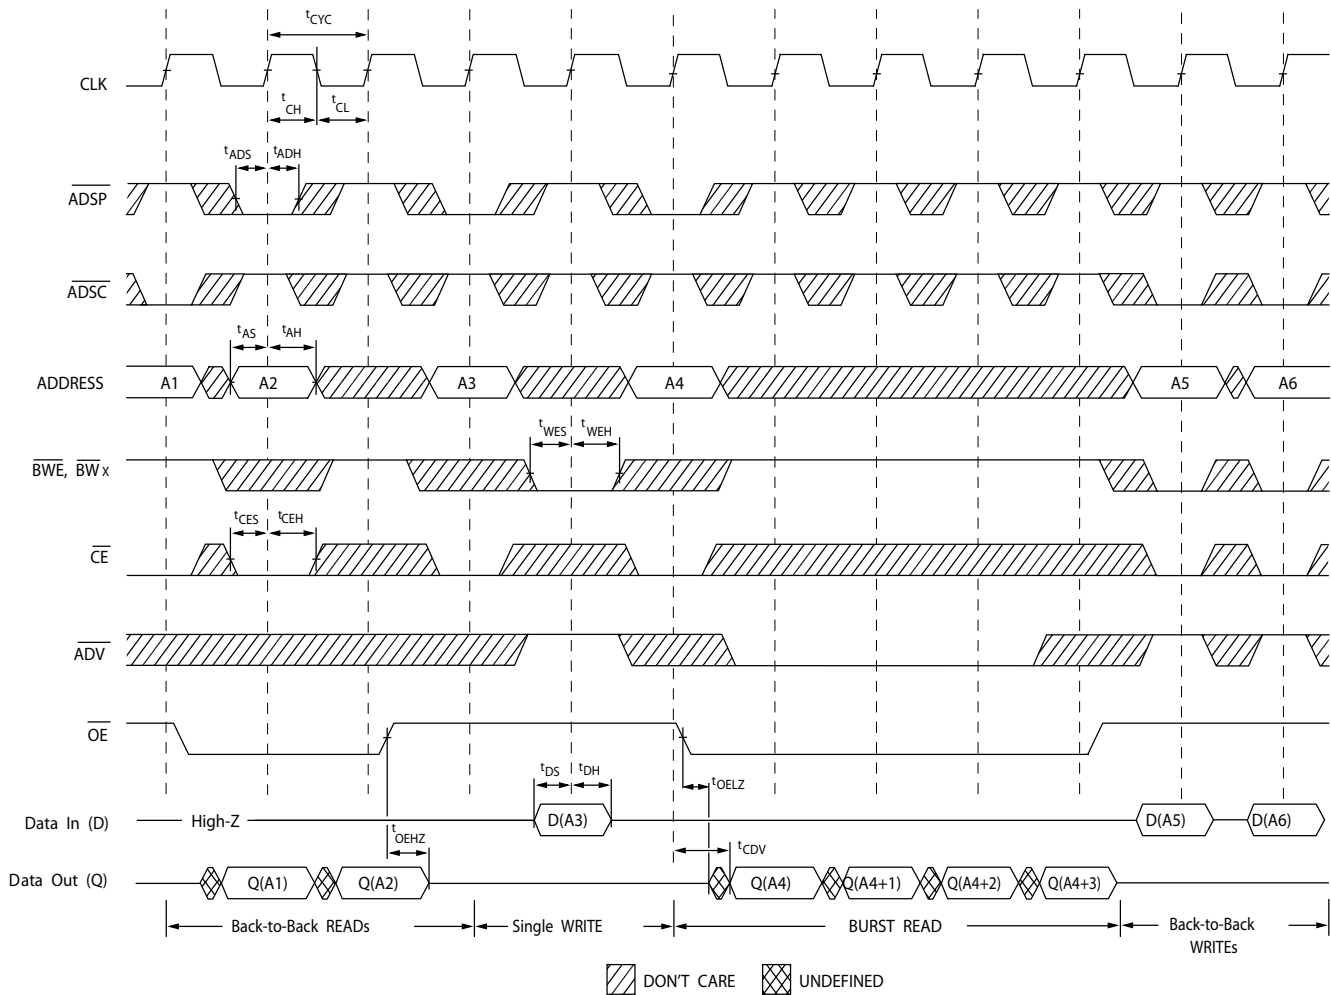 tCYC
CLK
tCH tCL
tADS tADH
ADSP
ADSC
tAS tAH
ADDRESS A1 A2 A3 A4 A5 A6
tWES tWEH
BWE, BW x
tCES tCEH
CE
ADV
OE
tDS tDH tOELZ
Data In (D) High-Z D(A3) D(A5) D(A6)
tOEHZ tCDV
Data Out (Q) Q(A1) Q(A2) Q(A4) Q(A4+1) Q(A4+2) Q(A4+3)
Back-to-Back READs Single WRITE BURST READ Back-to-Back
WRITEs
DON'T CARE UNDEFINED